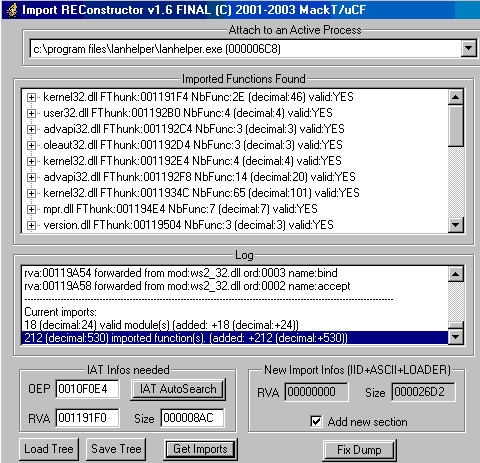 Import REConstructor v1.6 FINAL (C) 2001-2003 MackT/uCF
Attach to an Active Process
c:\program files\lanhelper\lanhelper.exe (000006C8)
Imported Functions Found
kernel32.dll FThunk:001191F4 NbFunc:2E (decimal:46) valid:YES
user32.dll FThunk:001192B0 NbFunc:4 (decimal:4) valid:YES
advapi32.dll FThunk:001192C4 NbFunc:3 (decimal:3) valid:YES
oleaut32.dll FThunk:001192D4 NbFunc:3 (decimal:3) valid:YES
kernel32.dll FThunk:001192E4 NbFunc:4 (decimal:4) valid:YES
advapi32.dll FThunk:001192F8 NbFunc:14 (decimal:20) valid:YES
kernel32.dll FThunk:0011934C NbFunc:65 (decimal:101) valid:YES
mpr.dll FThunk:001194E4 NbFunc:7 (decimal:7) valid:YES
version.dll FThunk:00119504 NbFunc:3 (decimal:3) valid:YES
Log
rva:00119A54 forwarded from mod:ws2_32.dll ord:0003 name:bind
rva:00119A58 forwarded from mod:ws2_32.dll ord:0002 name:accept
Current imports:
18 (decimal:24) valid module(s) (added: +18 (decimal:+24))
212 (decimal:530) imported function(s). (added: +212 (decimal:+530))
IAT Infos needed
OEP 0010F0E4 IAT AutoSearch
RVA 001191F0 Size 000008AC
New Import Infos (IID+ASCII+LOADER)
RVA 00000000 Size 000026D2
Add new section
Load Tree Save Tree Get Imports Fix Dump